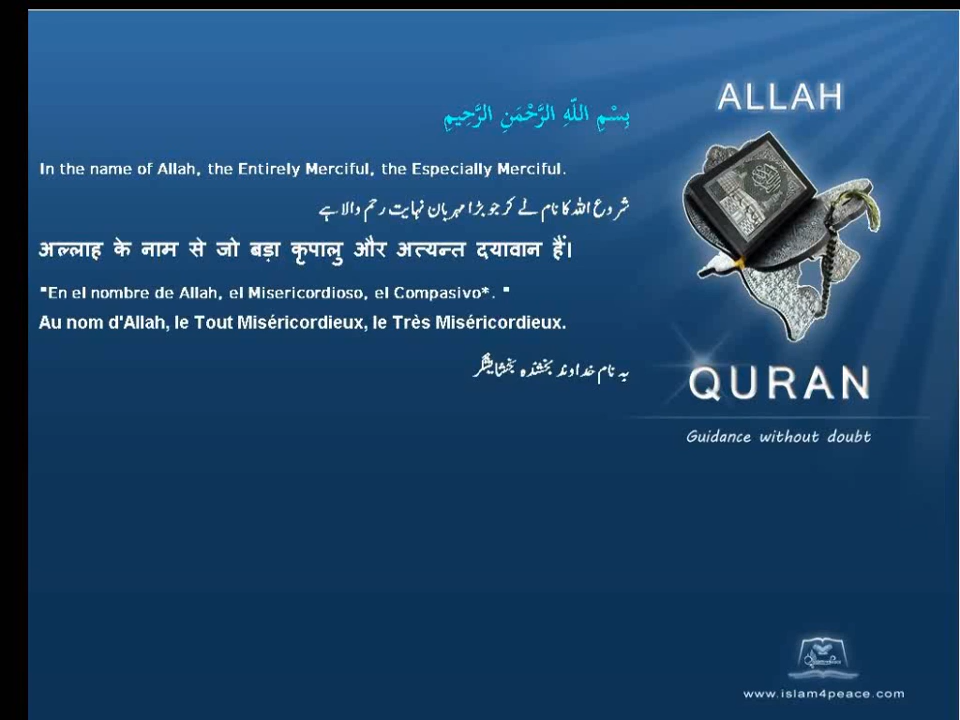 بِسْمِ اللّهِ الرَّحْمَنِ الرَّحِيمِ
In the name of Allah, the Entirely Merciful, the Especially Merciful.
شروع اللہ کا نام لے کر جو بڑا مہربان نہایت رحم والا ہے
अल्लाह के नाम से जो बड़ा कृपालु और अत्यन्त दयावान हैं।
"En el nombre de Allah, el Misericordioso, el Compasivo*. "
Au nom d'Allah, le Tout Miséricordieux, le Très Miséricordieux.
به نام خداوند بخشنده بخشایشگر
ALLAH
QURAN
Guidance without doubt
www.islam4peace.com